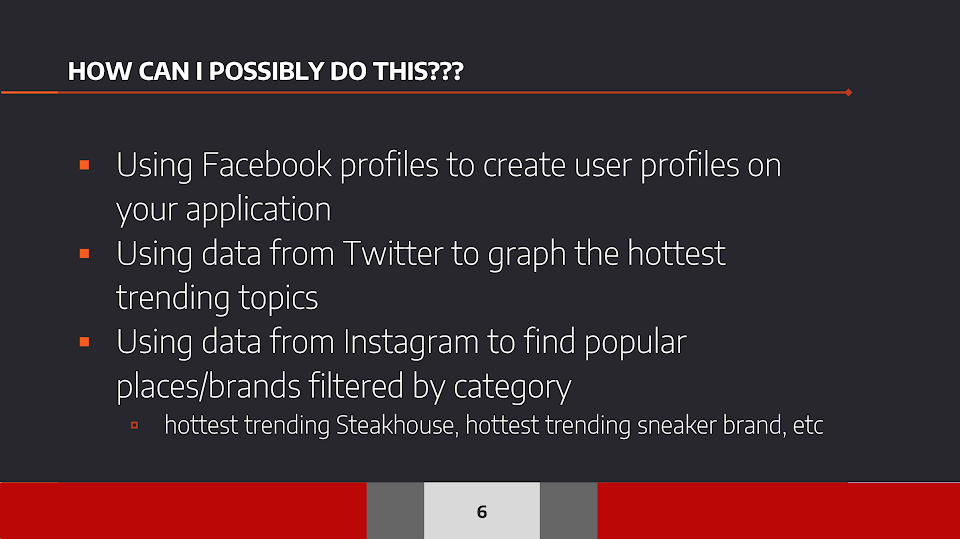 HOW CAN I POSSIBLY DO THIS???
Using Facebook profiles to create user profiles on
your application
Using data from Twitter to graph the hottest
trending topics
Using data from Instagram to find popular
places/brands filtered by category
hottest trending Steakhouse, hottest trending sneaker brand, etc
6